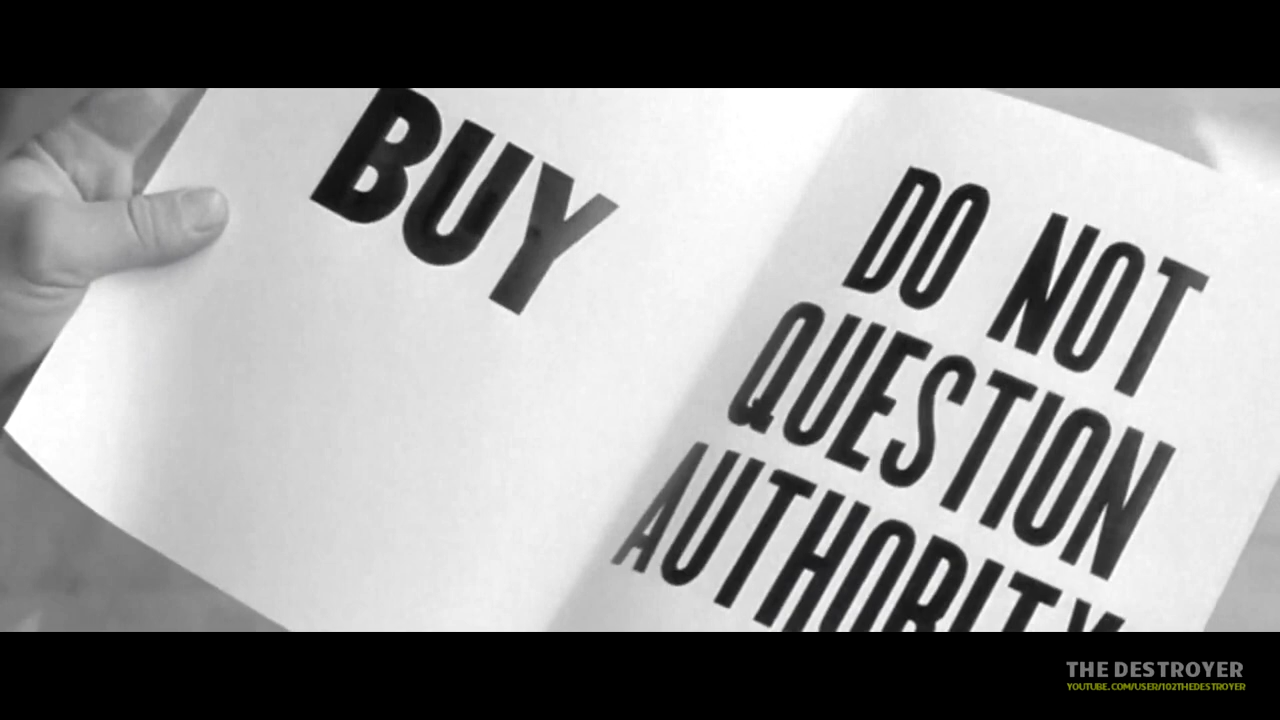 BUY
DO NOT
QUESTION
AUTHORITY
THE DESTROYER
YOUTUBE.COM/USER/102THEDESTROYER